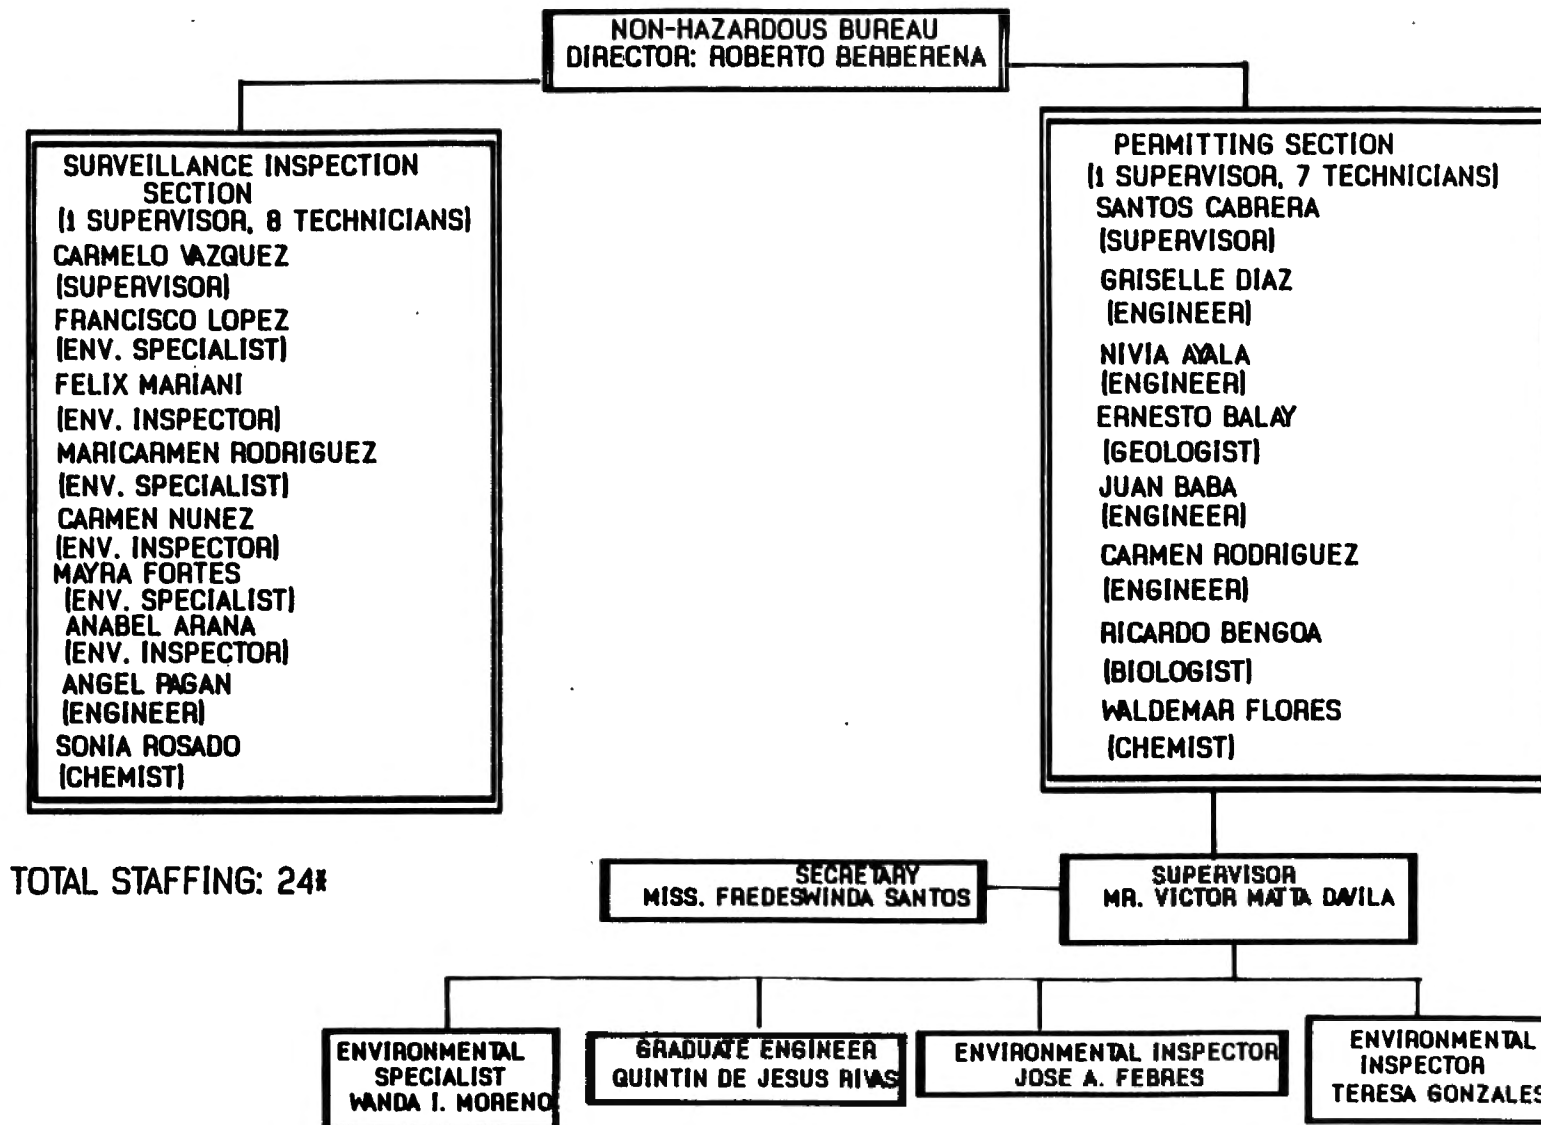 NON-HAZARDOUS BUREAU
DIRECTOR: ROBERTO BERBERENA
SURVEILLANCE INSPECTION
SECTION
(1 SUPERVISOR, 8 TECHNICIANS)
CARMELO VAZQUEZ
(SUPERVISOR)
FRANCISCO LOPEZ
(ENV. SPECIALIST)
FELIX MARIANI
(ENV. INSPECTOR)
MARICARMEN RODRIGUEZ
(ENV. SPECIALIST)
CARMEN NUNEZ
(ENV. INSPECTOR)
MAYRA FORTES
(ENV. SPECIALIST)
ANABEL ARANA
(ENV. INSPECTOR)
ANGEL PAGAN
(ENGINEER)
SONIA ROSADO
(CHEMIST)
PERMITTING SECTION
(1 SUPERVISOR, 7 TECHNICIANS)
SANTOS CABRERA
(SUPERVISOR)
GRISELLE DIAZ
(ENGINEER)
NIVIA AYALA
(ENGINEER)
ERNESTO BALAY
(GEOLOGIST)
JUAN BABA
(ENGINEER)
CARMEN RODRIGUEZ
(ENGINEER)
RICARDO BENGOA
(BIOLOGIST)
WALDEMAR FLORES
(CHEMIST)
TOTAL STAFFING: 24*
SECRETARY
MISS. FREDESWINDA SANTOS
SUPERVISOR
MR. VICTOR MATTA DAVILA
ENVIRONMENTAL
SPECIALIST
WANDA I. MORENO
GRADUATE ENGINEER
QUINTIN DE JESUS RIVAS
ENVIRONMENTAL INSPECTOR
JOSE A. FEBRES
ENVIRONMENTAL
INSPECTOR
TERESA GONZALES